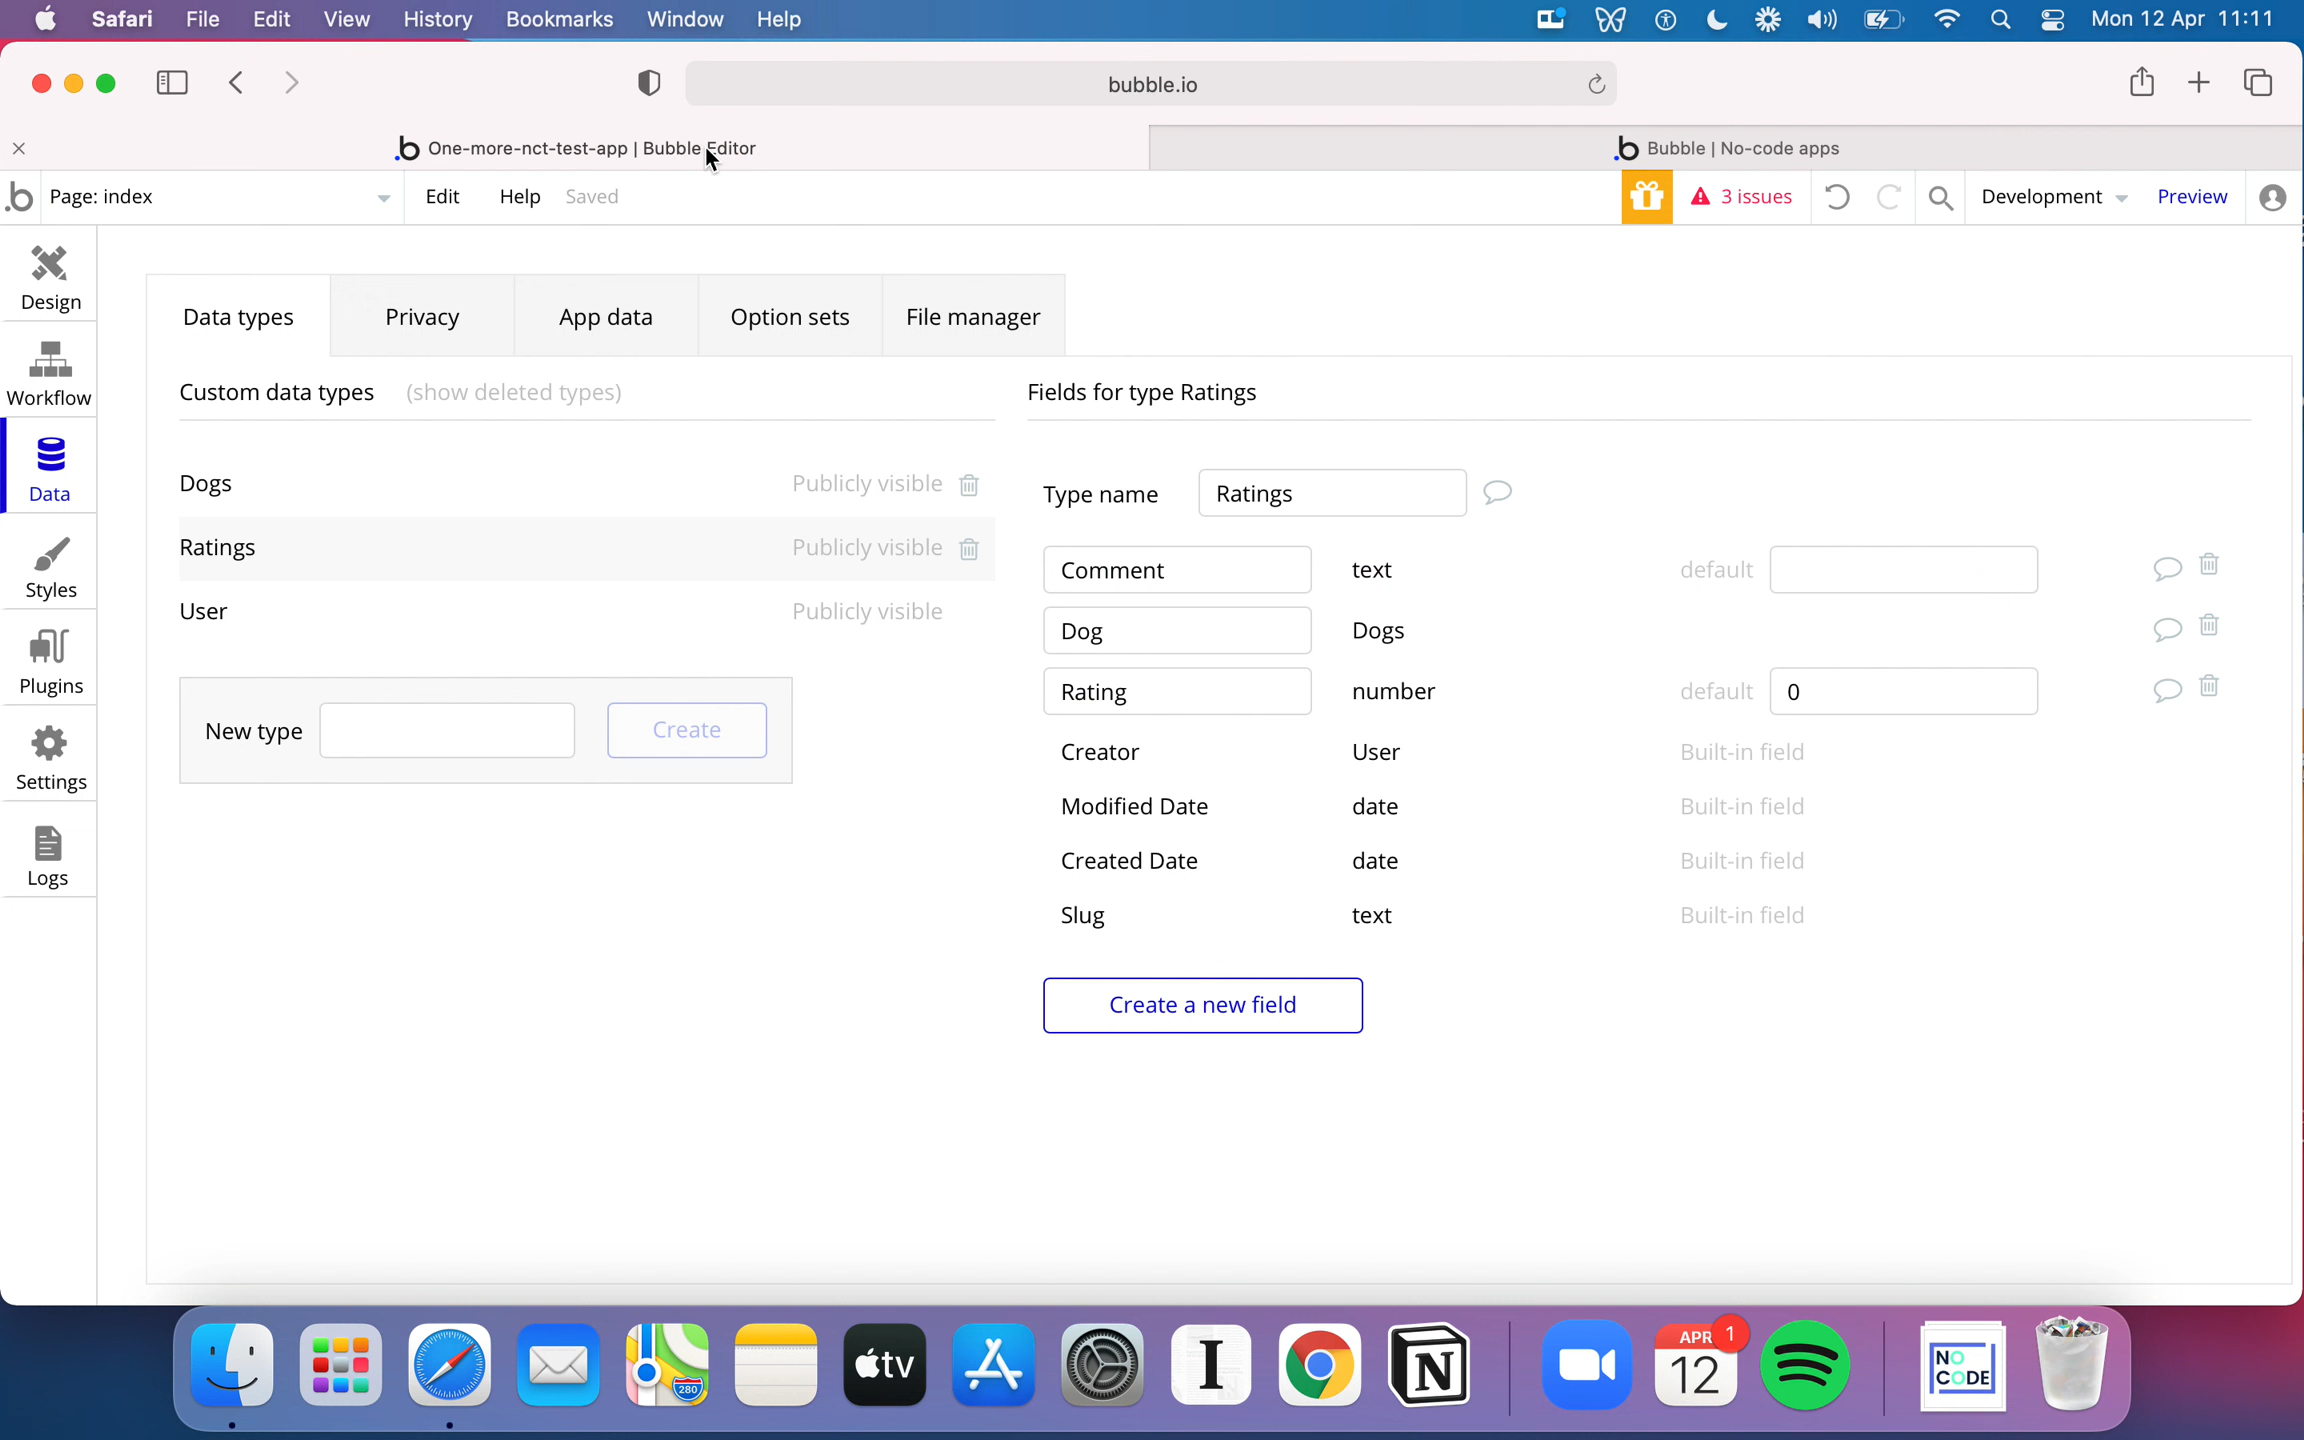 Safari File Edit View History Bookmarks Window Help Mon 12 Apr 11:11
bubble.io
.b One-more-nct-test-app | Bubble Editor
.b Bubble | No-code apps
.b Page: index Edit Help Saved 3 issues Development Preview
Design
Workflow
Data
Styles
Plugins
Settings
Logs
Data types Privacy App data Option sets File manager
Custom data types (show deleted types)
Dogs Publicly visible
Ratings Publicly visible
User Publicly visible
New type Create
Fields for type Ratings
Type name Ratings
Comment text default
Dog Dogs
Rating number default 0
Creator User Built-in field
Modified Date date Built-in field
Created Date date Built-in field
Slug text Built-in field
Create a new field
280
tv
I
N
APR 1
12
NO
CODE